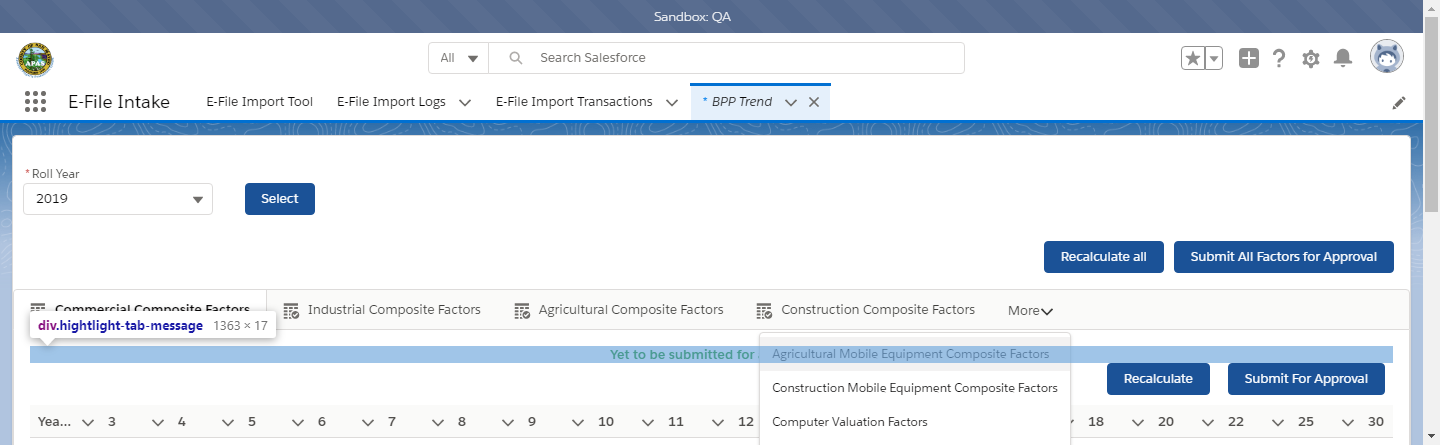 Sandbox: QA
All
Search Salesforce
APAS
E-File Intake
E-File Import Tool
E-File Import Logs
E-File Import Transactions
* BPP Trend
* Roll Year
2019
Select
Recalculate all
Submit All Factors for Approval
Commercial Composite Factors
Industrial Composite Factors
Agricultural Composite Factors
Construction Composite Factors
More
div.hightlight-tab-message 1363 × 17
Yet to be submitted for
Agricultural Mobile Equipment Composite Factors
Recalculate
Submit For Approval
Construction Mobile Equipment Composite Factors
Computer Valuation Factors
Yea... 3 4 5 6 7 8 9 10 11 12 18 20 22 25 30